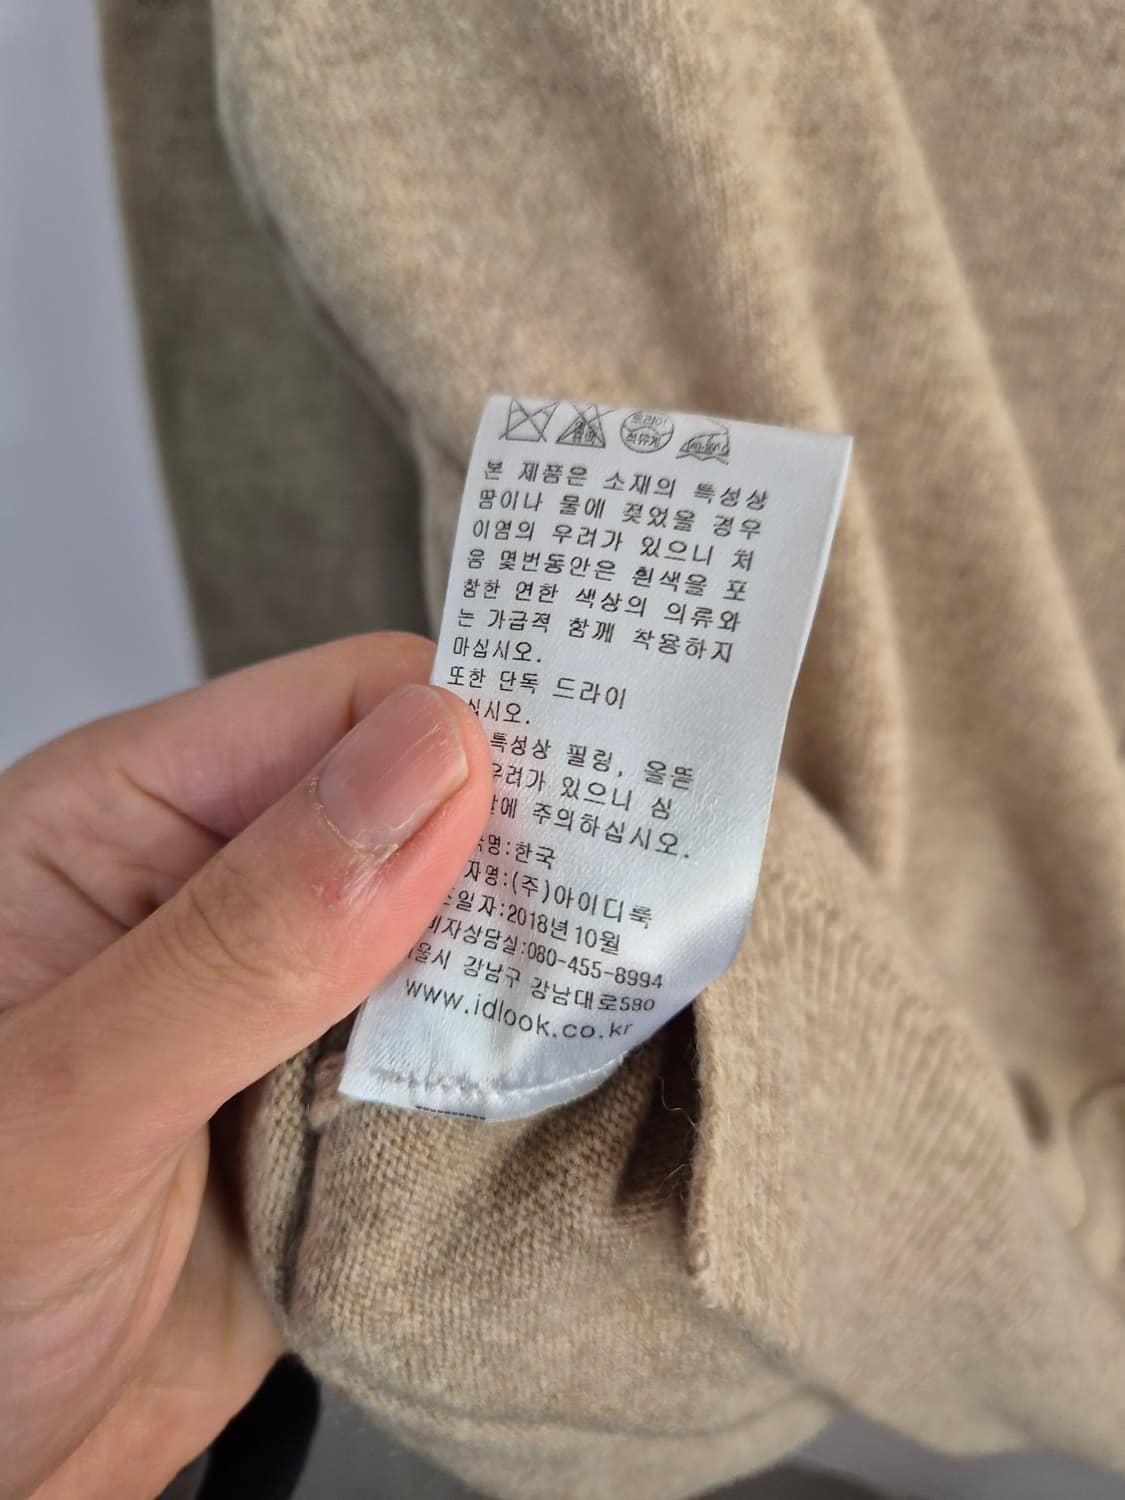 드라이
석유계
본 제품은 소재의 특성상
땀이나 물에 젖었을 경우
이염의 우려가 있으니 처
음 몇번동안은 흰색을 포
함한 연한 색상의 의류와
는 가급적 함께 착용하지
마십시오.
또한 단독 드라이
십시오.
특성상 필링, 올뜯
우려가 있으니 심
에 주의하십시오.
명:한국
자명:(주)아이디룩
일자:2018년10월
자상담실:080-455-8994
울시 강남구 강남대로580
www.idlook.co.kr